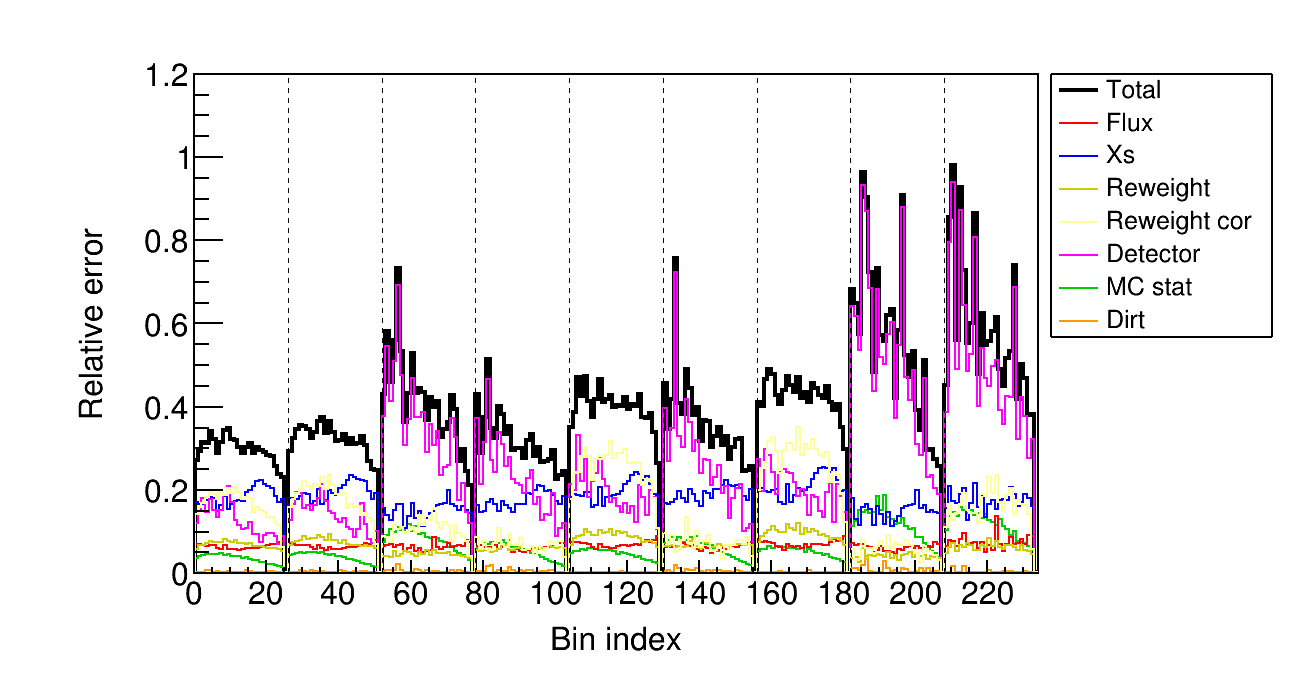 1.2
1
0.8
0.6
0.4
0.2
0
Relative error
0 20 40 60 80 100 120 140 160 180 200 220
Bin index
Total
Flux
Xs
Reweight
Reweight cor
Detector
MC stat
Dirt